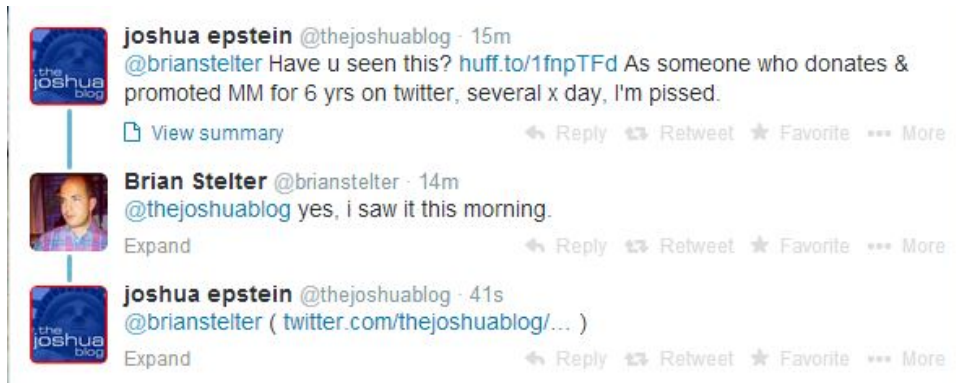 joshua epstein @thejoshuablog · 15m
@brianstelter Have u seen this? huff.to/1fnpTFd As someone who donates &
promoted MM for 6 yrs on twitter, several x day, I'm pissed.
View summary Reply Retweet Favorite More
the joshua blog
Brian Stelter @brianstelter · 14m
@thejoshuablog yes, i saw it this morning.
Expand Reply Retweet Favorite More
joshua epstein @thejoshuablog · 41s
@brianstelter ( twitter.com/thejoshuablog/... )
the joshua blog
Expand Reply Retweet Favorite More